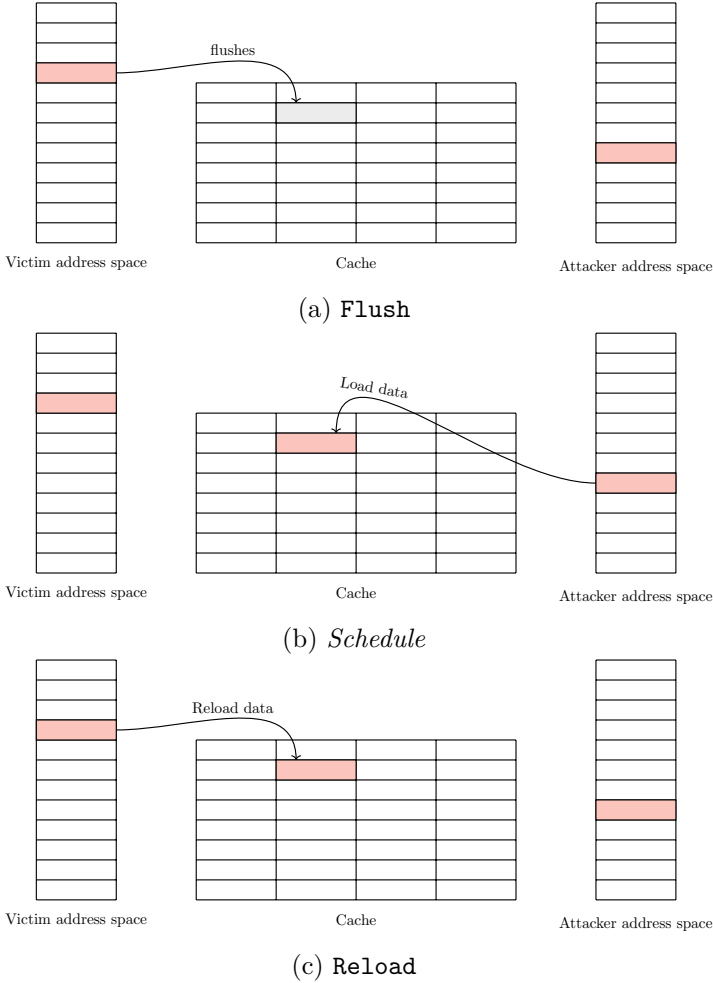 flushes
Victim address space
Cache
Attacker address space
(a) Flush
Load data
Victim address space
Cache
Attacker address space
(b) Schedule
Reload data
Victim address space
Cache
Attacker address space
(c) Reload